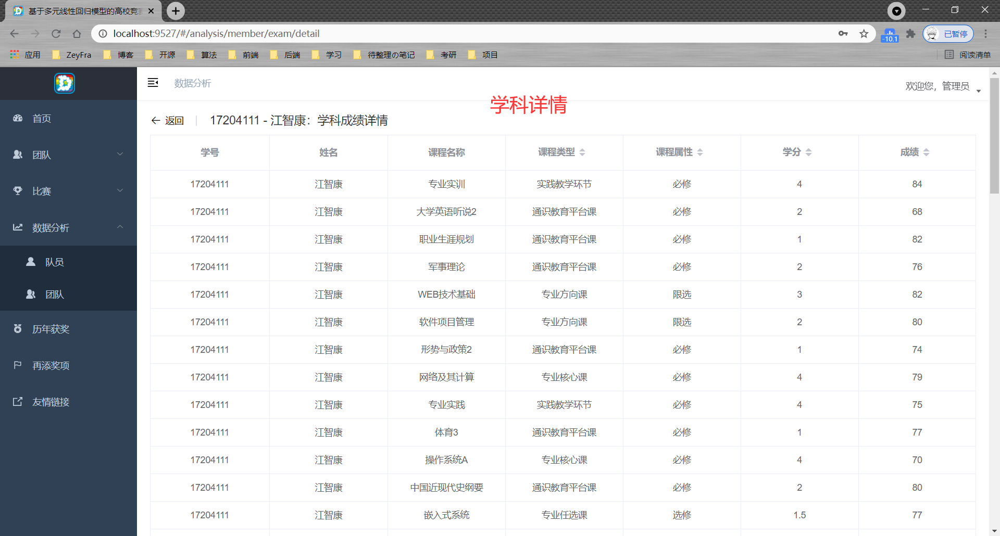 基于多元线性回归模型的高校竞赛
localhost:9527/#/analysis/member/exam/detail
-10.1
已暂停
应用 ZeyFra 博客 开源 算法 前端 后端 学习 待整理の笔记 考研 项目 阅读清单
数据分析
欢迎您，管理员
学科详情
首页
团队
比赛
数据分析
队员
团队
历年获奖
再添奖项
友情链接
返回 17204111 - 江智康：学科成绩详情
学号 姓名 课程名称 课程类型 课程属性 学分 成绩
17204111 江智康 专业实训 实践教学环节 必修 4 84
17204111 江智康 大学英语听说2 通识教育平台课 必修 2 68
17204111 江智康 职业生涯规划 通识教育平台课 必修 1 82
17204111 江智康 军事理论 通识教育平台课 必修 2 76
17204111 江智康 WEB技术基础 专业方向课 限选 3 82
17204111 江智康 软件项目管理 专业方向课 限选 2 80
17204111 江智康 形势与政策2 通识教育平台课 必修 1 74
17204111 江智康 网络及其计算 专业核心课 必修 4 79
17204111 江智康 专业实践 实践教学环节 必修 4 75
17204111 江智康 体育3 通识教育平台课 必修 1 77
17204111 江智康 操作系统A 专业核心课 必修 4 70
17204111 江智康 中国近现代史纲要 通识教育平台课 必修 2 80
17204111 江智康 嵌入式系统 专业任选课 选修 1.5 77